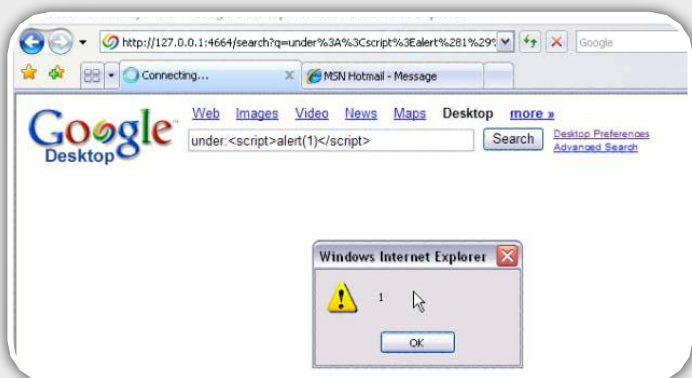 http://127.0.0.1:4664/search?q=under%3A%3Cscript%3Ealert%281%29%
Google
Connecting...
MSN Hotmail - Message
Google
Desktop
Web Images Video News Maps Desktop more »
under:<script>alert(1)</script>
Search
Desktop Preferences
Advanced Search
Windows Internet Explorer
1
OK